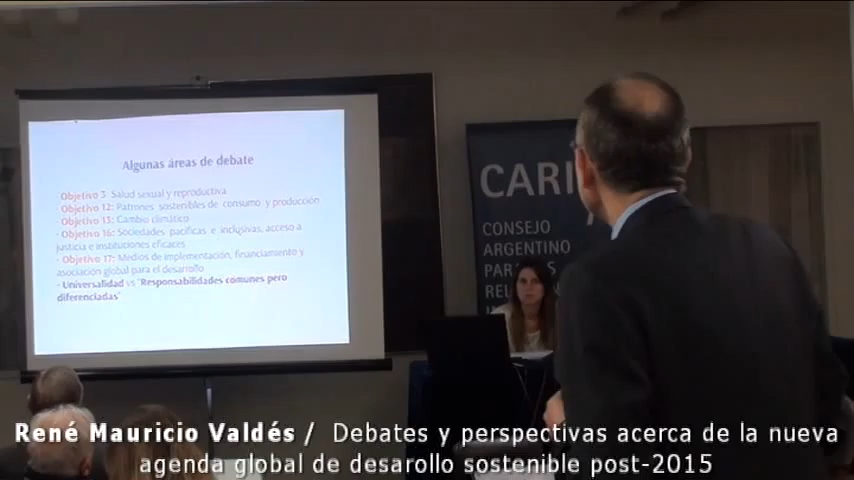 Algunas áreas de debate
- Objetivo 3: Salud sexual y reproductiva
- Objetivo 12: Patrones sostenibles de consumo y producción
- Objetivo 13: Cambio climático
- Objetivo 16: Sociedades pacíficas e inclusivas, acceso a
justicia e instituciones eficaces
- Objetivo 17: Medios de implementación, financiamiento y
asociación global para el desarrollo
- Universalidad vs "Responsabilidades comunes pero
diferenciadas"
CARI
CONSEJO
ARGENTINO
PAR
REL
René Mauricio Valdés / Debates y perspectivas acerca de la nueva
agenda global de desarollo sostenible post-2015